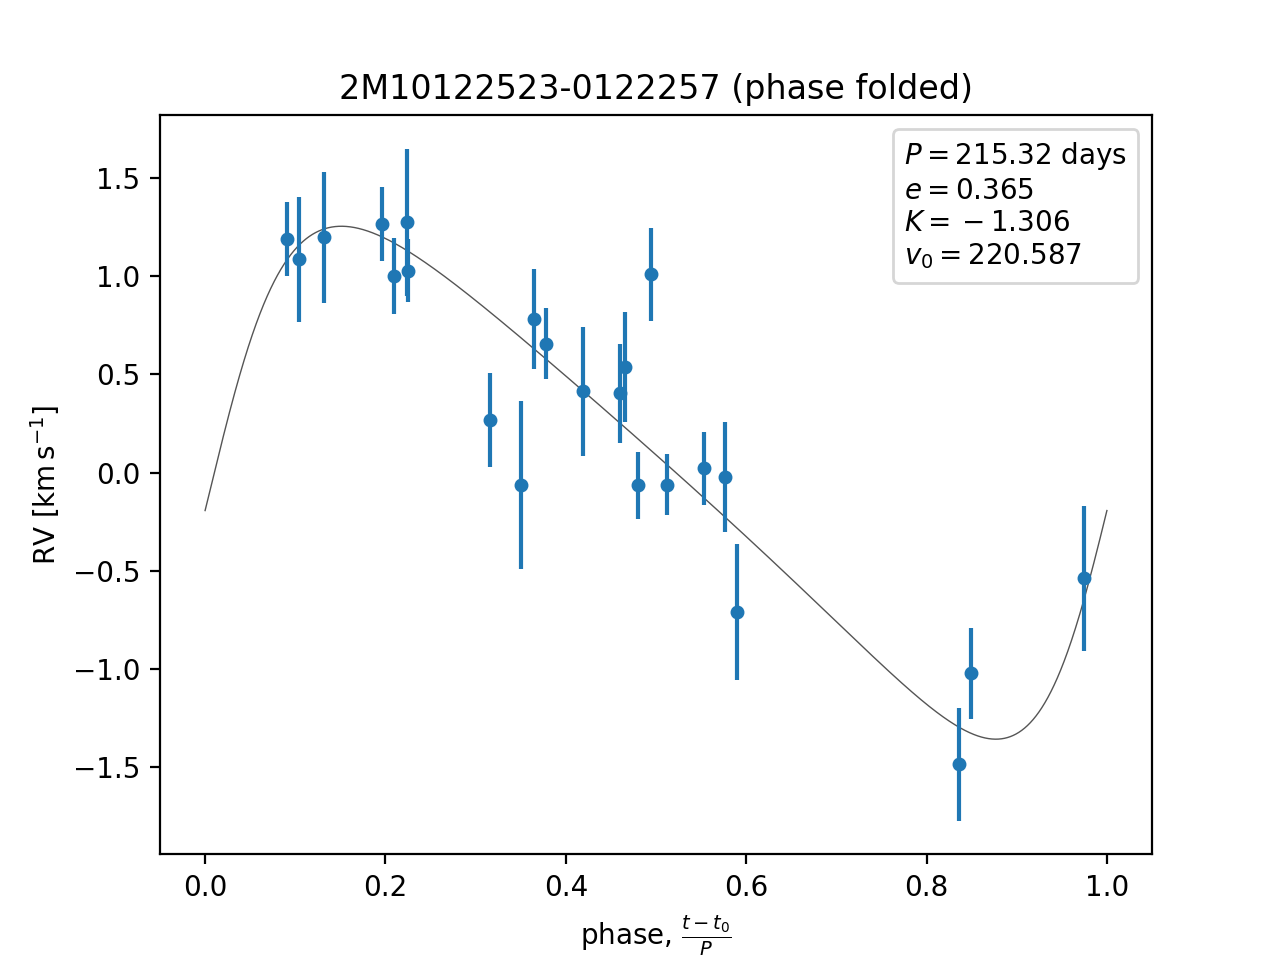 2M10122523-0122257 (phase folded)
P = 215.32 days
e = 0.365
K = −1.306
v₀ = 220.587
RV [km s⁻¹]
1.5
1.0
0.5
0.0
−0.5
−1.0
−1.5
0.0 0.2 0.4 0.6 0.8 1.0
phase, (t − t₀)/P